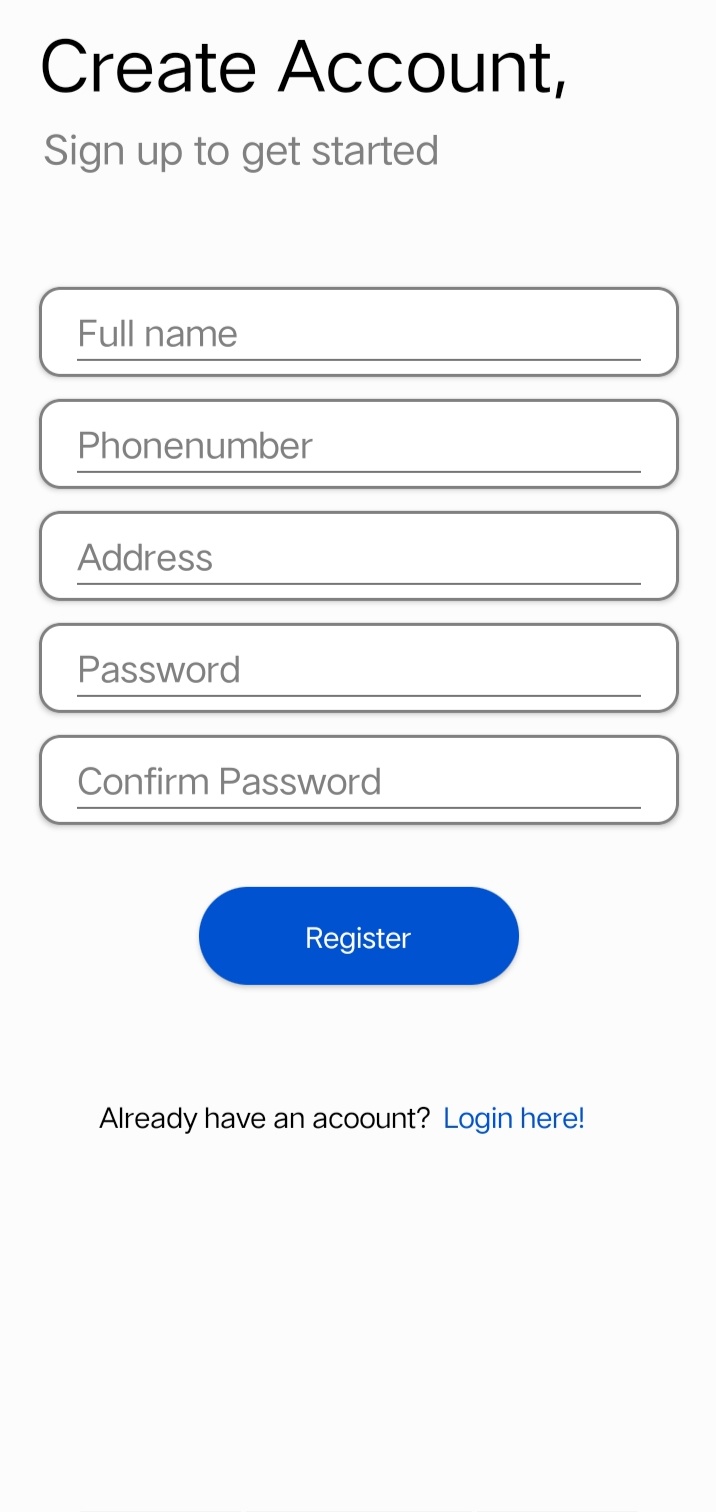 Create Account,
Sign up to get started
Full name
Phonenumber
Address
Password
Confirm Password
Register
Already have an acoount? Login here!